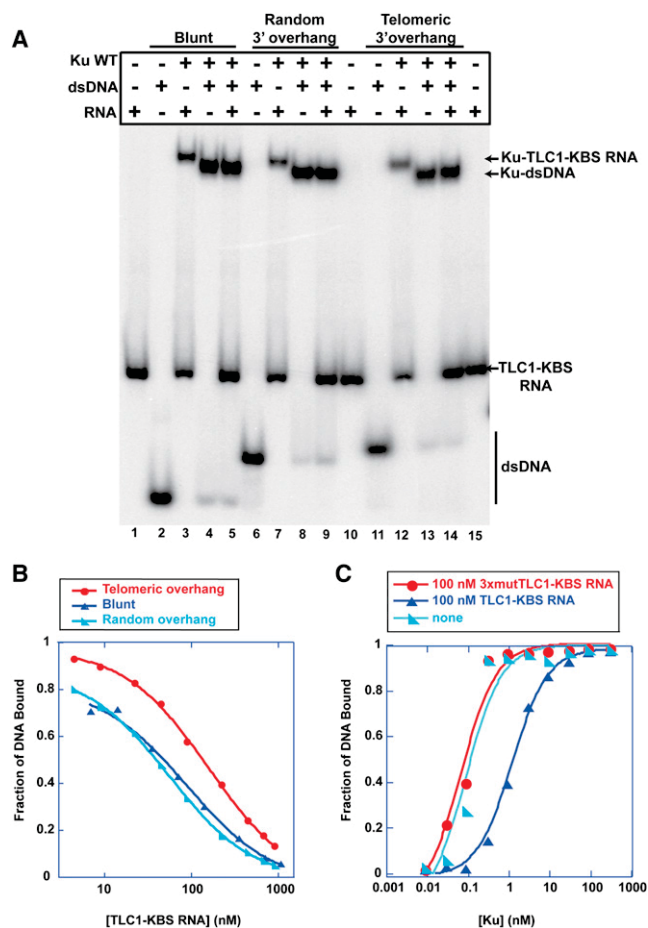 A
Blunt
Random
3' overhang
Telomeric
3'overhang
Ku WT - - + + + - + + + - - + + + -
dsDNA - + - + + + - + + - + - + + -
RNA + - + - + - + - + + - + - + +
Ku-TLC1-KBS RNA
Ku-dsDNA
TLC1-KBS
RNA
dsDNA
1 2 3 4 5 6 7 8 9 10 11 12 13 14 15
B
Telomeric overhang
Blunt
Random overhang
Fraction of DNA Bound
1
0.8
0.6
0.4
0.2
0
10 100 1000
[TLC1-KBS RNA] (nM)
C
100 nM 3xmutTLC1-KBS RNA
100 nM TLC1-KBS RNA
none
Fraction of DNA Bound
1
0.8
0.6
0.4
0.2
0
0.001 0.01 0.1 1 10 100 1000
[Ku] (nM)